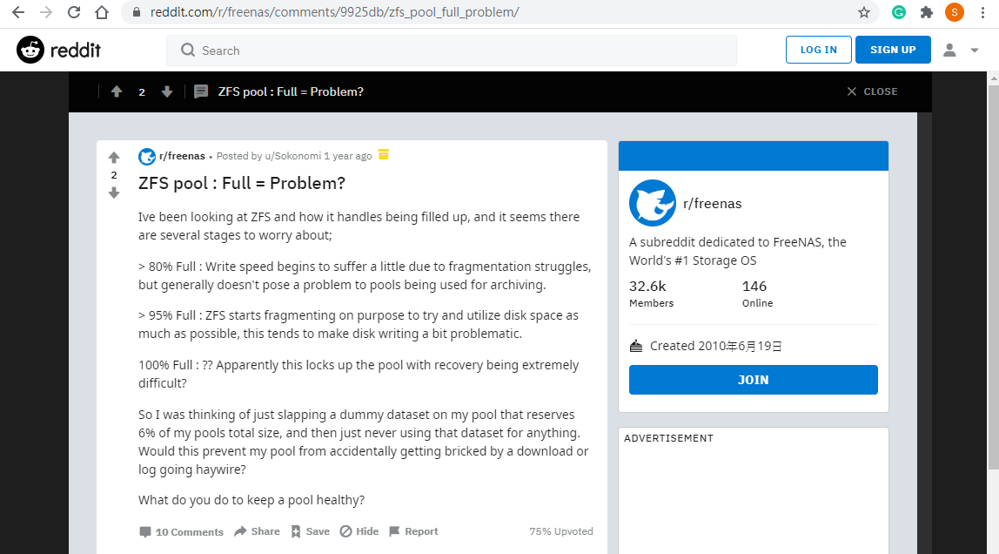 reddit.com/r/freenas/comments/9925db/zfs_pool_full_problem/
S
reddit
Search
LOG IN
SIGN UP
2
ZFS pool : Full = Problem?
CLOSE
r/freenas • Posted by u/Sokonomi 1 year ago
2
ZFS pool : Full = Problem?
Ive been looking at ZFS and how it handles being filled up, and it seems there
are several stages to worry about;
> 80% Full : Write speed begins to suffer a little due to fragmentation struggles,
but generally doesn't pose a problem to pools being used for archiving.
> 95% Full : ZFS starts fragmenting on purpose to try and utilize disk space as
much as possible, this tends to make disk writing a bit problematic.
100% Full : ?? Apparently this locks up the pool with recovery being extremely
difficult?
So I was thinking of just slapping a dummy dataset on my pool that reserves
6% of my pools total size, and then just never using that dataset for anything.
Would this prevent my pool from accidentally getting bricked by a download or
log going haywire?
What do you do to keep a pool healthy?
10 Comments
Share
Save
Hide
Report
75% Upvoted
r/freenas
A subreddit dedicated to FreeNAS, the
World's #1 Storage OS
32.6k
146
Members
Online
Created 2010年6月19日
JOIN
ADVERTISEMENT